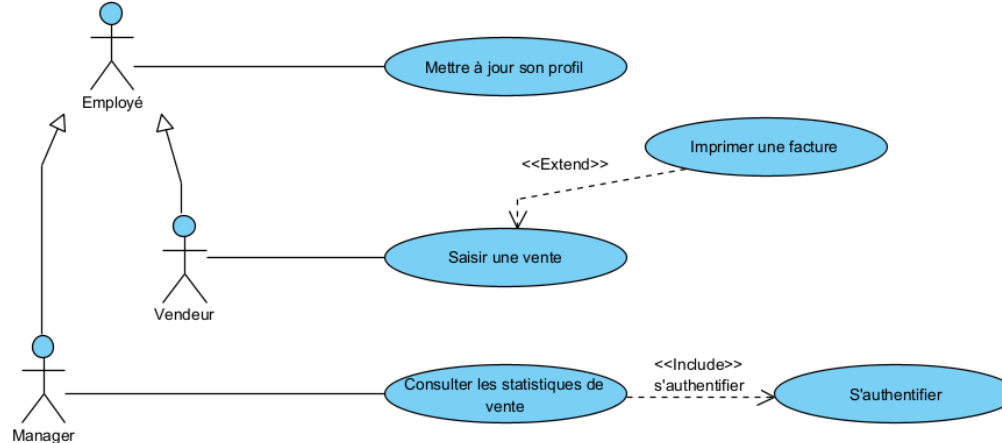 Mettre à jour son profil
Employé
Imprimer une facture
<<Extend>>
Saisir une vente
Vendeur
<<Include>>
s'authentifier
Consulter les statistiques de
vente
S'authentifier
Manager